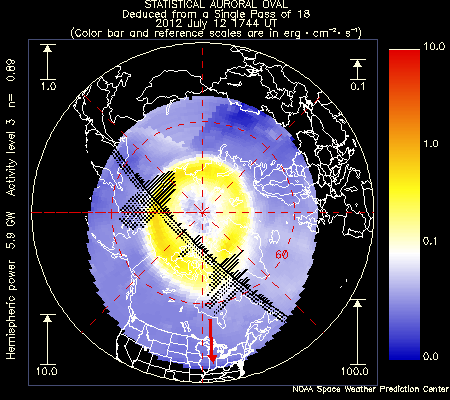 STATISTICAL AURORAL OVAL
Deduced from a Single Pass of 18
2012 July 12 1744 UT
(Color bar and reference scales are in erg · cm⁻² · s⁻¹)
Hemispheric power 5.9 GW Activity level 3 n= 0.89
1.0
0.1
10.0
1.0
0.1
0.0
60
10.0
100.0
NOAA Space Weather Prediction Center